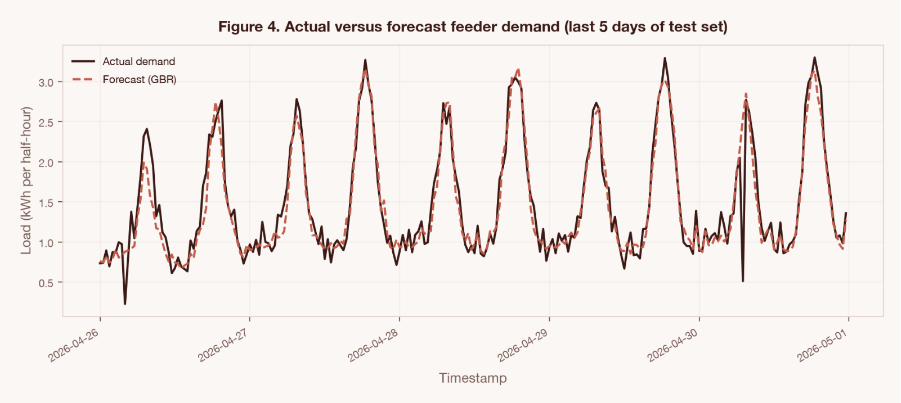 Figure 4. Actual versus forecast feeder demand (last 5 days of test set)
Actual demand
Forecast (GBR)
Load (kWh per half-hour)
3.0
2.5
2.0
1.5
1.0
0.5
2026-04-26
2026-04-27
2026-04-28
2026-04-29
2026-04-30
2026-05-01
Timestamp